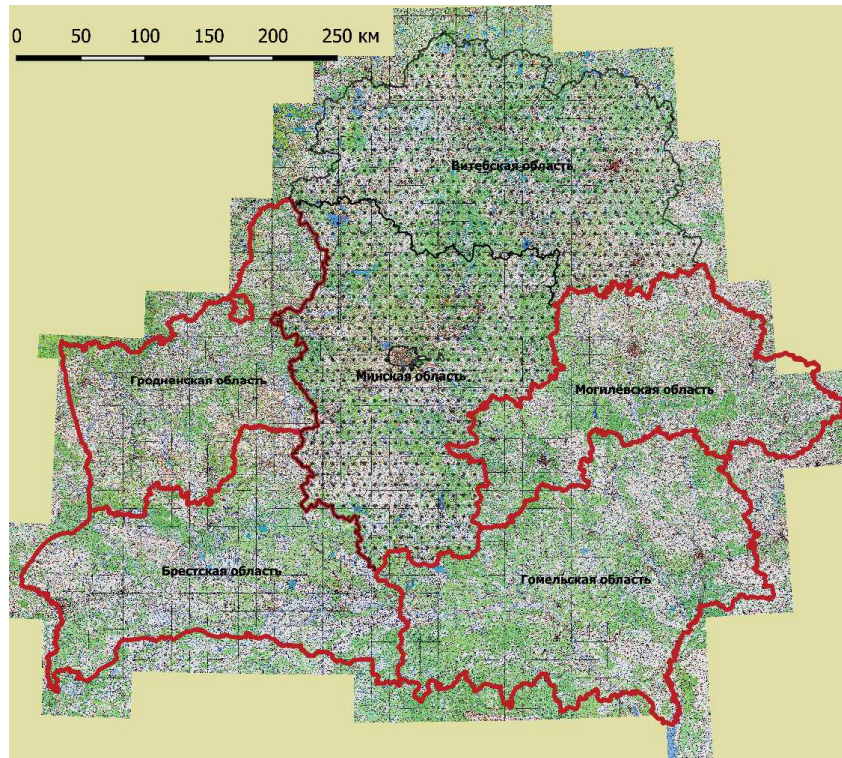 0 50 100 150 200 250 км
Витебская область
Гродненская область
Минская область
Могилёвская область
Брестская область
Гомельская область